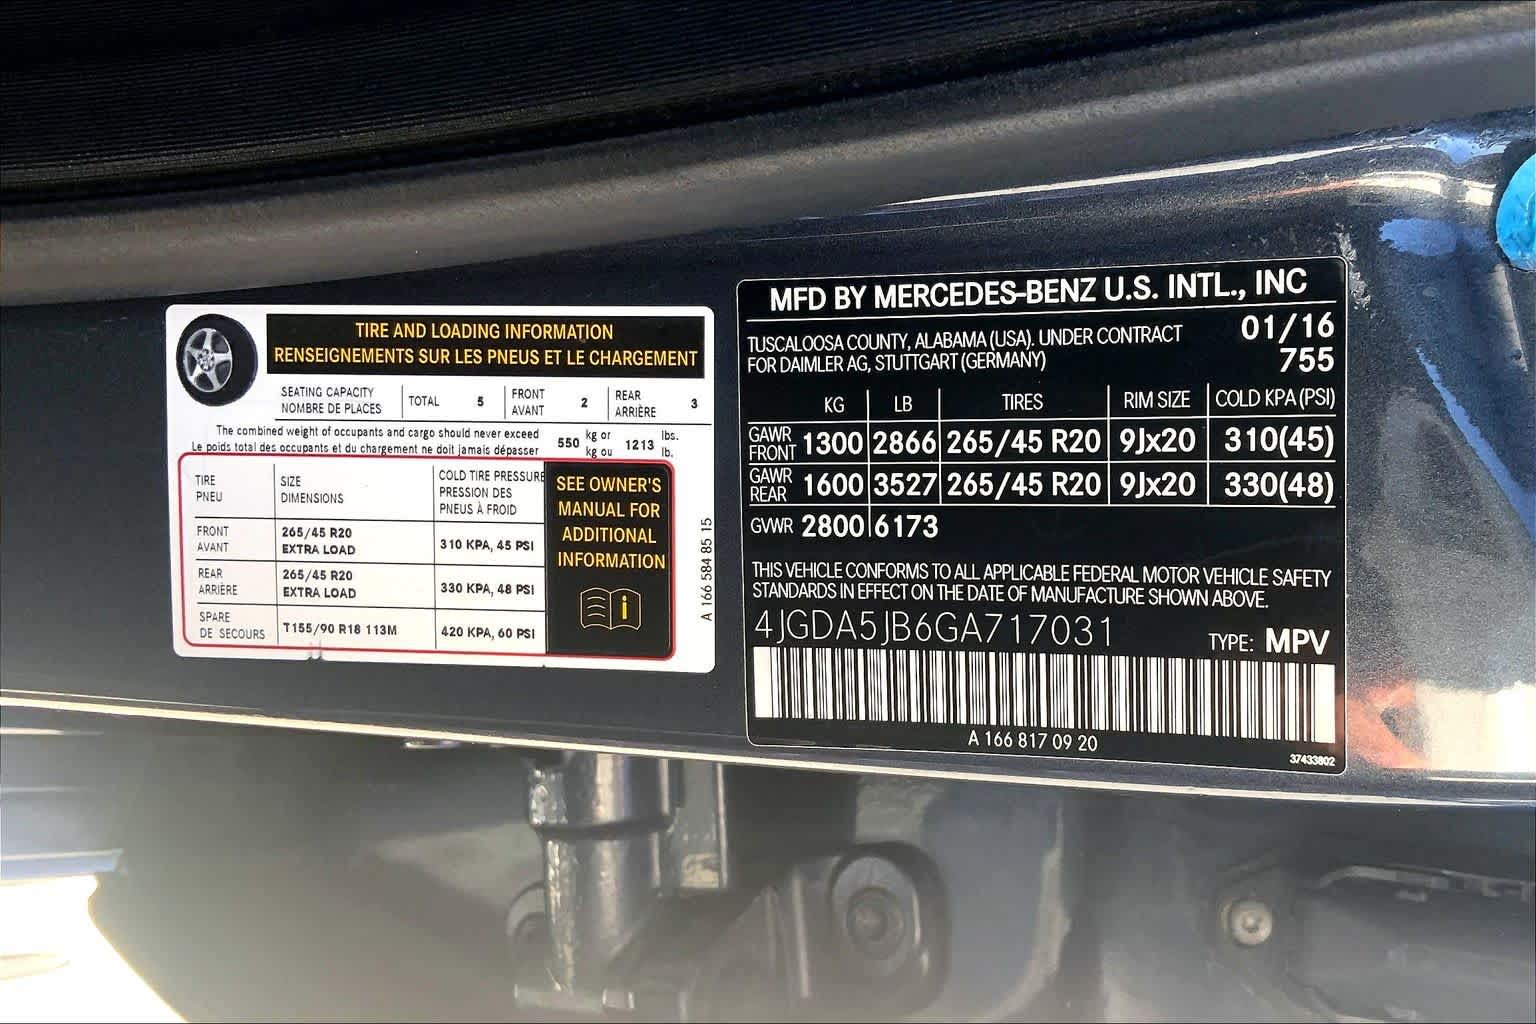 TIRE AND LOADING INFORMATION
RENSEIGNEMENTS SUR LES PNEUS ET LE CHARGEMENT
SEATING CAPACITY
NOMBRE DE PLACES
TOTAL 5
FRONT
AVANT
2
REAR
ARRIÈRE
3
The combined weight of occupants and cargo should never exceed
Le poids total des occupants et du chargement ne doit jamais dépasser
550
kg or
kg ou
1213
lbs.
lb.
TIRE
PNEU
SIZE
DIMENSIONS
COLD TIRE PRESSURE
PRESSION DES
PNEUS À FROID
FRONT
AVANT
265/45 R20
EXTRA LOAD
310 KPA, 45 PSI
REAR
ARRIÈRE
265/45 R20
EXTRA LOAD
330 KPA, 48 PSI
SPARE
DE SECOURS
T155/90 R18 113M
420 KPA, 60 PSI
SEE OWNER'S
MANUAL FOR
ADDITIONAL
INFORMATION
i
A 166 584 85 15
MFD BY MERCEDES-BENZ U.S. INTL., INC
TUSCALOOSA COUNTY, ALABAMA (USA). UNDER CONTRACT
FOR DAIMLER AG, STUTTGART (GERMANY)
01/16
755
KG LB TIRES RIM SIZE COLD KPA (PSI)
GAWR
FRONT
1300 2866 265/45 R20 9Jx20 310(45)
GAWR
REAR
1600 3527 265/45 R20 9Jx20 330(48)
GVWR 2800 6173
THIS VEHICLE CONFORMS TO ALL APPLICABLE FEDERAL MOTOR VEHICLE SAFETY
STANDARDS IN EFFECT ON THE DATE OF MANUFACTURE SHOWN ABOVE.
4JGDA5JB6GA717031
TYPE: MPV
A 166 817 09 20
37433802